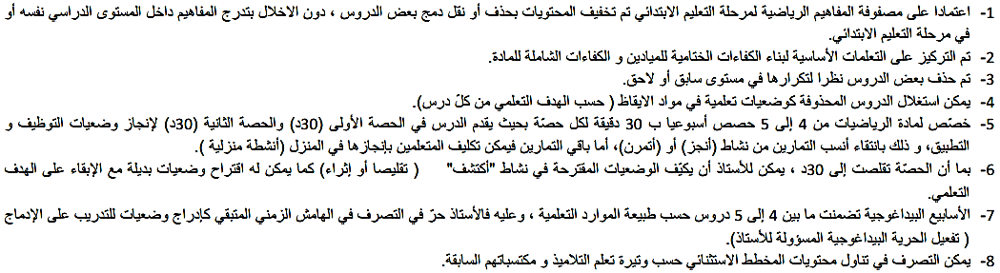 1- اعتمادا على مصفوفة المفاهيم الرياضية لمرحلة التعليم الابتدائي تم تخفيف المحتويات بحذف أو نقل دمج بعض الدروس ، دون الاخلال بتدرج المفاهيم داخل المستوى الدراسي نفسه أو
في مرحلة التعليم الابتدائي.
2- تم التركيز على التعلمات الأساسية لبناء الكفاءات الختامية للميادين و الكفاءات الشاملة للمادة.
3- تم حذف بعض الدروس نظرا لتكرارها في مستوى سابق أو لاحق.
4- يمكن استغلال الدروس المحذوفة كوضعيات تعلمية في مواد الايقاظ ( حسب الهدف التعلمي من كلّ درس).
5- خصّص لمادة الرياضيات من 4 إلى 5 حصص أسبوعيا ب 30 دقيقة لكل حصّة بحيث يقدم الدرس في الحصة الأولى (30د) والحصة الثانية (30د) لإنجاز وضعيات التوظيف و
التطبيق، و ذلك بانتقاء أنسب التمارين من نشاط (أنجز) أو (أتمرن)، أما باقي التمارين فيمكن تكليف المتعلمين بإنجازها في المنزل (أنشطة منزلية ).
6- بما أن الحصّة تقلصت إلى 30د ، يمكن للأستاذ أن يكيّف الوضعيات المقترحة في نشاط "أكتشف" ( تقليصا أو إثراء) كما يمكن له اقتراح وضعيات بديلة مع الإبقاء على الهدف
التعلمي.
7- الأسابيع البيداغوجية تضمنت ما بين 4 إلى 5 دروس حسب طبيعة الموارد التعلمية ، وعليه فالأستاذ حرّ في التصرف في الهامش الزمني المتبقي كإدراج وضعيات للتدريب على الإدماج
( تفعيل الحرية البيداغوجية المسؤولة للأستاذ).
8- يمكن التصرف في تناول محتويات المخطط الاستثنائي حسب وتيرة تعلم التلاميذ و مكتسباتهم السابقة.